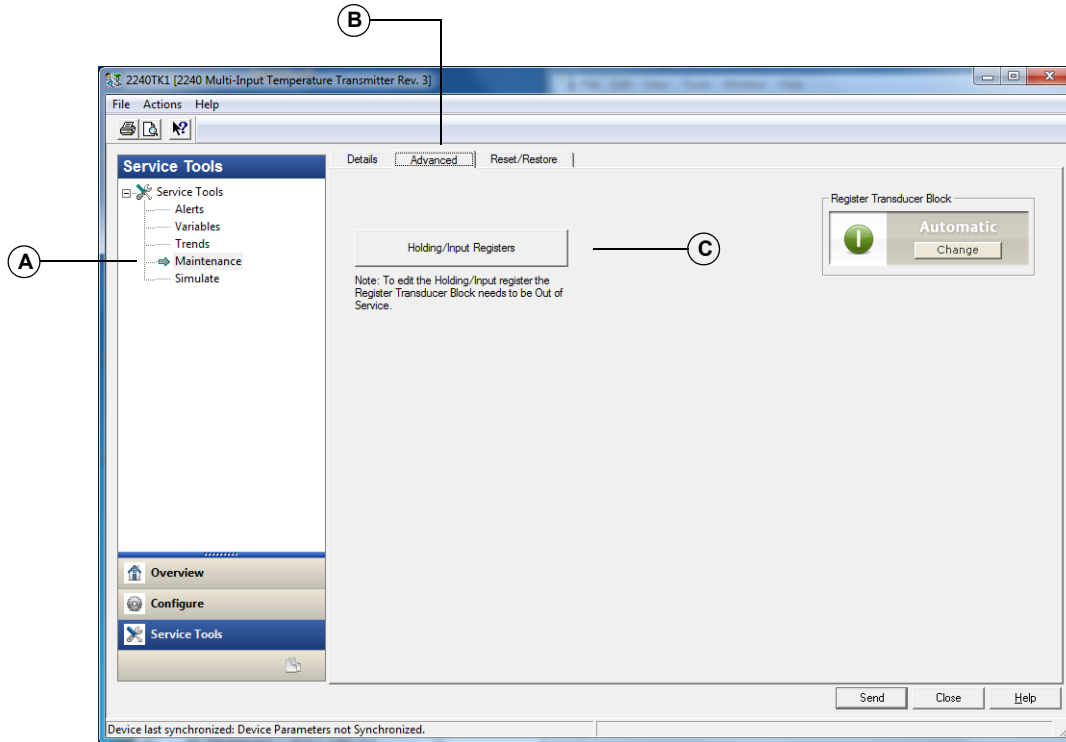 B
2240TK1 [2240 Multi-Input Temperature Transmitter Rev. 3]
File Actions Help
Service Tools
Service Tools
Alerts
Variables
Trends
Maintenance
Simulate
A
Details Advanced Reset/Restore
Holding/Input Registers
C
Note: To edit the Holding/Input register the
Register Transducer Block needs to be Out of
Service.
Register Transducer Block
Automatic
Change
Overview
Configure
Service Tools
Send Close Help
Device last synchronized: Device Parameters not Synchronized.